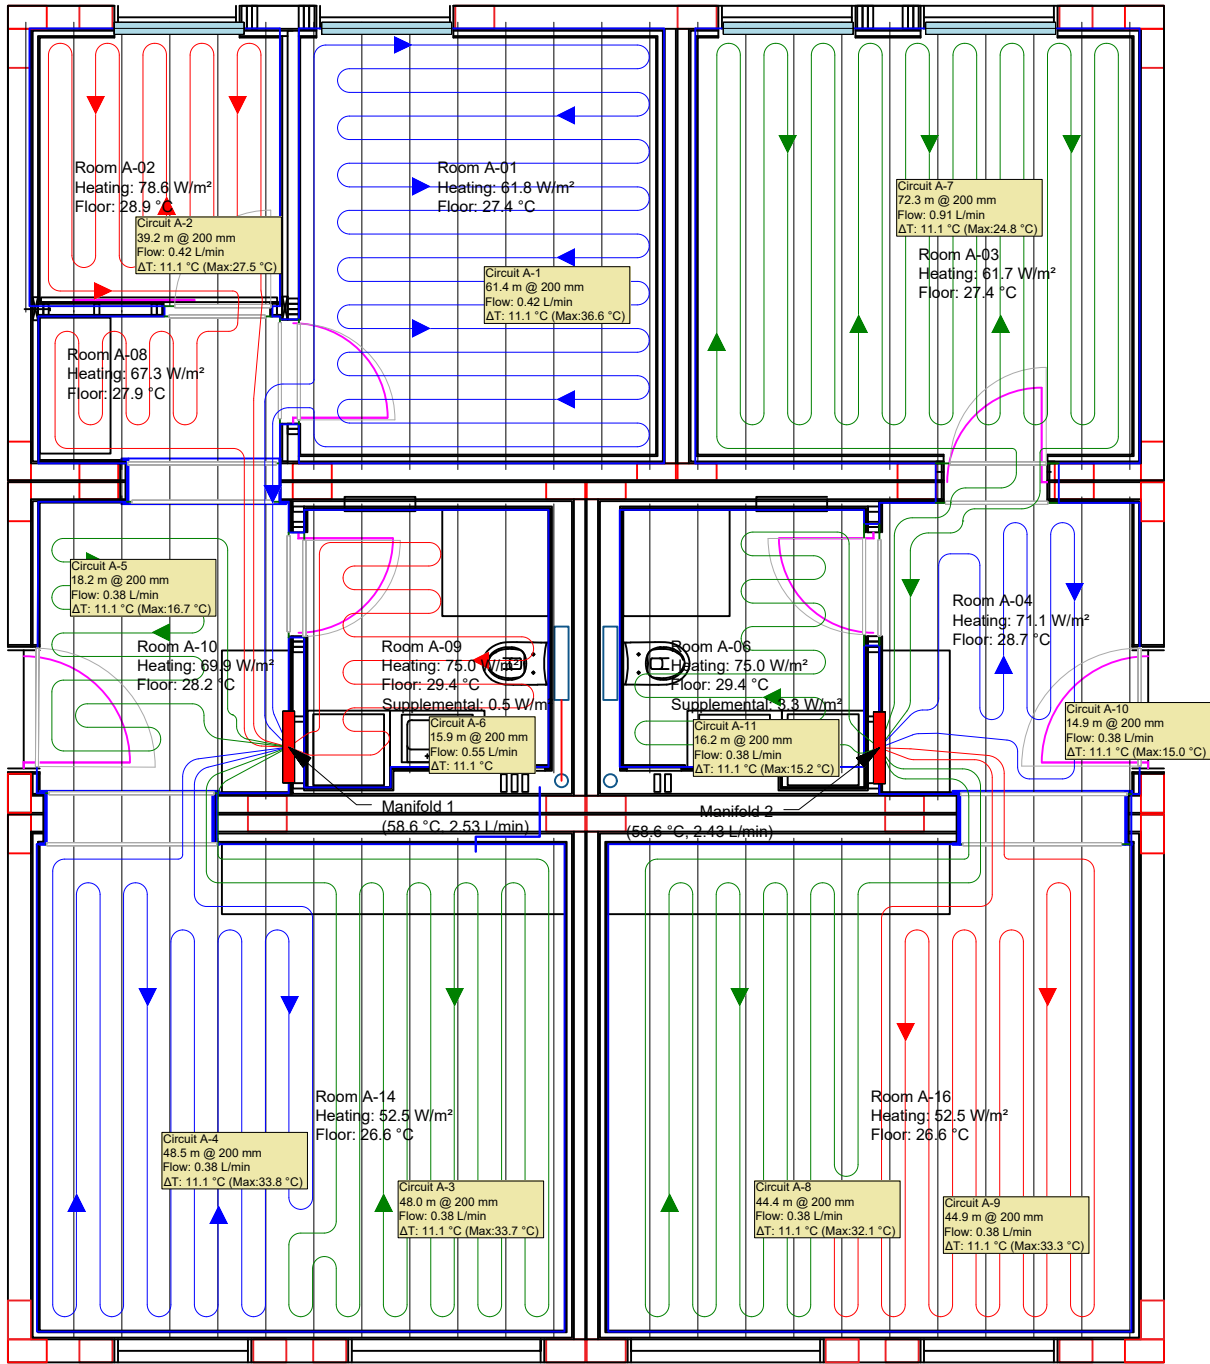 Room A-02
Heating: 78.6 W/m²
Floor: 28.9 °C
Circuit A-2
39.2 m @ 200 mm
Flow: 0.42 L/min
ΔT: 11.1 °C (Max:27.5 °C)
Room A-01
Heating: 61.8 W/m²
Floor: 27.4 °C
Circuit A-1
61.4 m @ 200 mm
Flow: 0.42 L/min
ΔT: 11.1 °C (Max:36.6 °C)
Circuit A-7
72.3 m @ 200 mm
Flow: 0.91 L/min
ΔT: 11.1 °C (Max:24.8 °C)
Room A-03
Heating: 61.7 W/m²
Floor: 27.4 °C
Room A-08
Heating: 67.3 W/m²
Floor: 27.9 °C
Circuit A-5
18.2 m @ 200 mm
Flow: 0.38 L/min
ΔT: 11.1 °C (Max:16.7 °C)
Room A-10
Heating: 69.9 W/m²
Floor: 28.2 °C
Room A-09
Heating: 75.0 W/m²
Floor: 29.4 °C
Supplemental: 0.5 W/m
Circuit A-6
15.9 m @ 200 mm
Flow: 0.55 L/min
ΔT: 11.1 °C
Room A-06
Heating: 75.0 W/m²
Floor: 29.4 °C
Supplemental: 3.3 W/m²
Circuit A-11
16.2 m @ 200 mm
Flow: 0.38 L/min
ΔT: 11.1 °C (Max:15.2 °C)
Room A-04
Heating: 71.1 W/m²
Floor: 28.7 °C
Circuit A-10
14.9 m @ 200 mm
Flow: 0.38 L/min
ΔT: 11.1 °C (Max:15.0 °C)
Manifold 1
(58.6 °C, 2.53 L/min)
Manifold 2
(58.6 °C, 2.43 L/min)
Room A-14
Heating: 52.5 W/m²
Floor: 26.6 °C
Circuit A-4
48.5 m @ 200 mm
Flow: 0.38 L/min
ΔT: 11.1 °C (Max:33.8 °C)
Circuit A-3
48.0 m @ 200 mm
Flow: 0.38 L/min
ΔT: 11.1 °C (Max:33.7 °C)
Room A-16
Heating: 52.5 W/m²
Floor: 26.6 °C
Circuit A-8
44.4 m @ 200 mm
Flow: 0.38 L/min
ΔT: 11.1 °C (Max:32.1 °C)
Circuit A-9
44.9 m @ 200 mm
Flow: 0.38 L/min
ΔT: 11.1 °C (Max:33.3 °C)